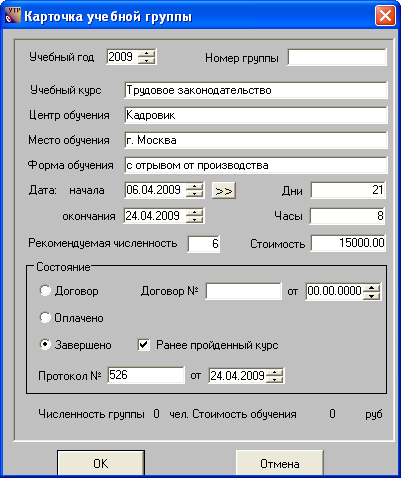 VIP Карточка учебной группы
Учебный год 2009 Номер группы
Учебный курс Трудовое законодательство
Центр обучения Кадровик
Место обучения г. Москва
Форма обучения с отрывом от производства
Дата: начала 06.04.2009 >> Дни 21
окончания 24.04.2009 Часы 8
Рекомендуемая численность 6 Стоимость 15000.00
Состояние
Договор Договор № от 00.00.0000
Оплачено
Завершено Ранее пройденный курс
Протокол № 526 от 24.04.2009
Численность группы 0 чел. Стоимость обучения 0 руб
OK Отмена